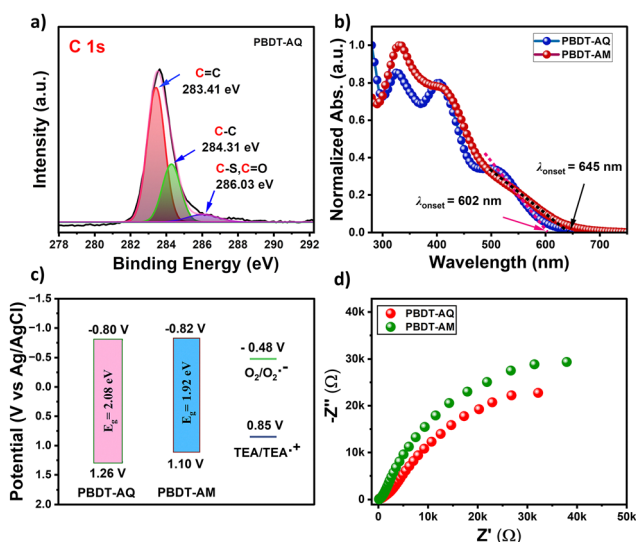 a)
C 1s
PBDT-AQ
C=C
283.41 eV
C-C
284.31 eV
C-S,C=O
286.03 eV
Intensity (a.u.)
278 280 282 284 286 288 290 292
Binding Energy (eV)
b)
PBDT-AQ
PBDT-AM
λonset = 645 nm
λonset = 602 nm
Normalized Abs. (a.u.)
1.0
0.8
0.6
0.4
0.2
0.0
300 400 500 600 700
Wavelength (nm)
c)
Potential (V vs Ag/AgCl)
-1.5
-1.0
-0.5
0.0
0.5
1.0
1.5
2.0
-0.80 V
-0.82 V
- 0.48 V
O₂/O₂·-
Eg = 2.08 eV
Eg = 1.92 eV
0.85 V
TEA/TEA·+
1.26 V
1.10 V
PBDT-AQ
PBDT-AM
d)
PBDT-AQ
PBDT-AM
-Z'' (Ω)
50k
40k
30k
20k
10k
0
0 10k 20k 30k 40k 50k
Z' (Ω)